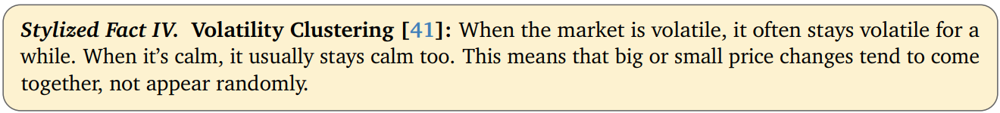 Stylized Fact IV. Volatility Clustering [41]: When the market is volatile, it often stays volatile for a
while. When it's calm, it usually stays calm too. This means that big or small price changes tend to come
together, not appear randomly.